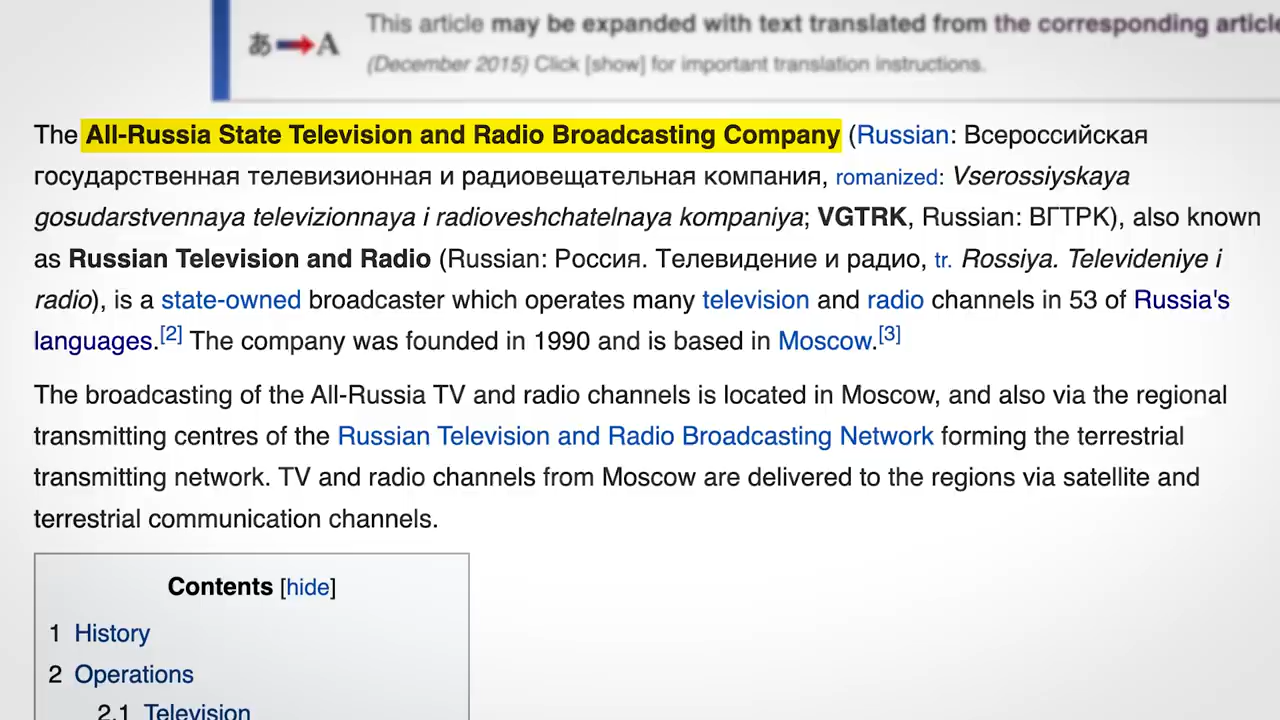 This article may be expanded with text translated from the corresponding article
あ A
(December 2015) Click [show] for important translation instructions.
The All-Russia State Television and Radio Broadcasting Company (Russian: Всероссийская
государственная телевизионная и радиовещательная компания, romanized: Vserossiyskaya
gosudarstvennaya televizionnaya i radioveshchatelnaya kompaniya; VGTRK, Russian: ВГТРК), also known
as Russian Television and Radio (Russian: Россия. Телевидение и радио, tr. Rossiya. Televideniye i
radio), is a state-owned broadcaster which operates many television and radio channels in 53 of Russia's
languages.[2] The company was founded in 1990 and is based in Moscow.[3]
The broadcasting of the All-Russia TV and radio channels is located in Moscow, and also via the regional
transmitting centres of the Russian Television and Radio Broadcasting Network forming the terrestrial
transmitting network. TV and radio channels from Moscow are delivered to the regions via satellite and
terrestrial communication channels.
Contents [hide]
1 History
2 Operations
2.1 Television